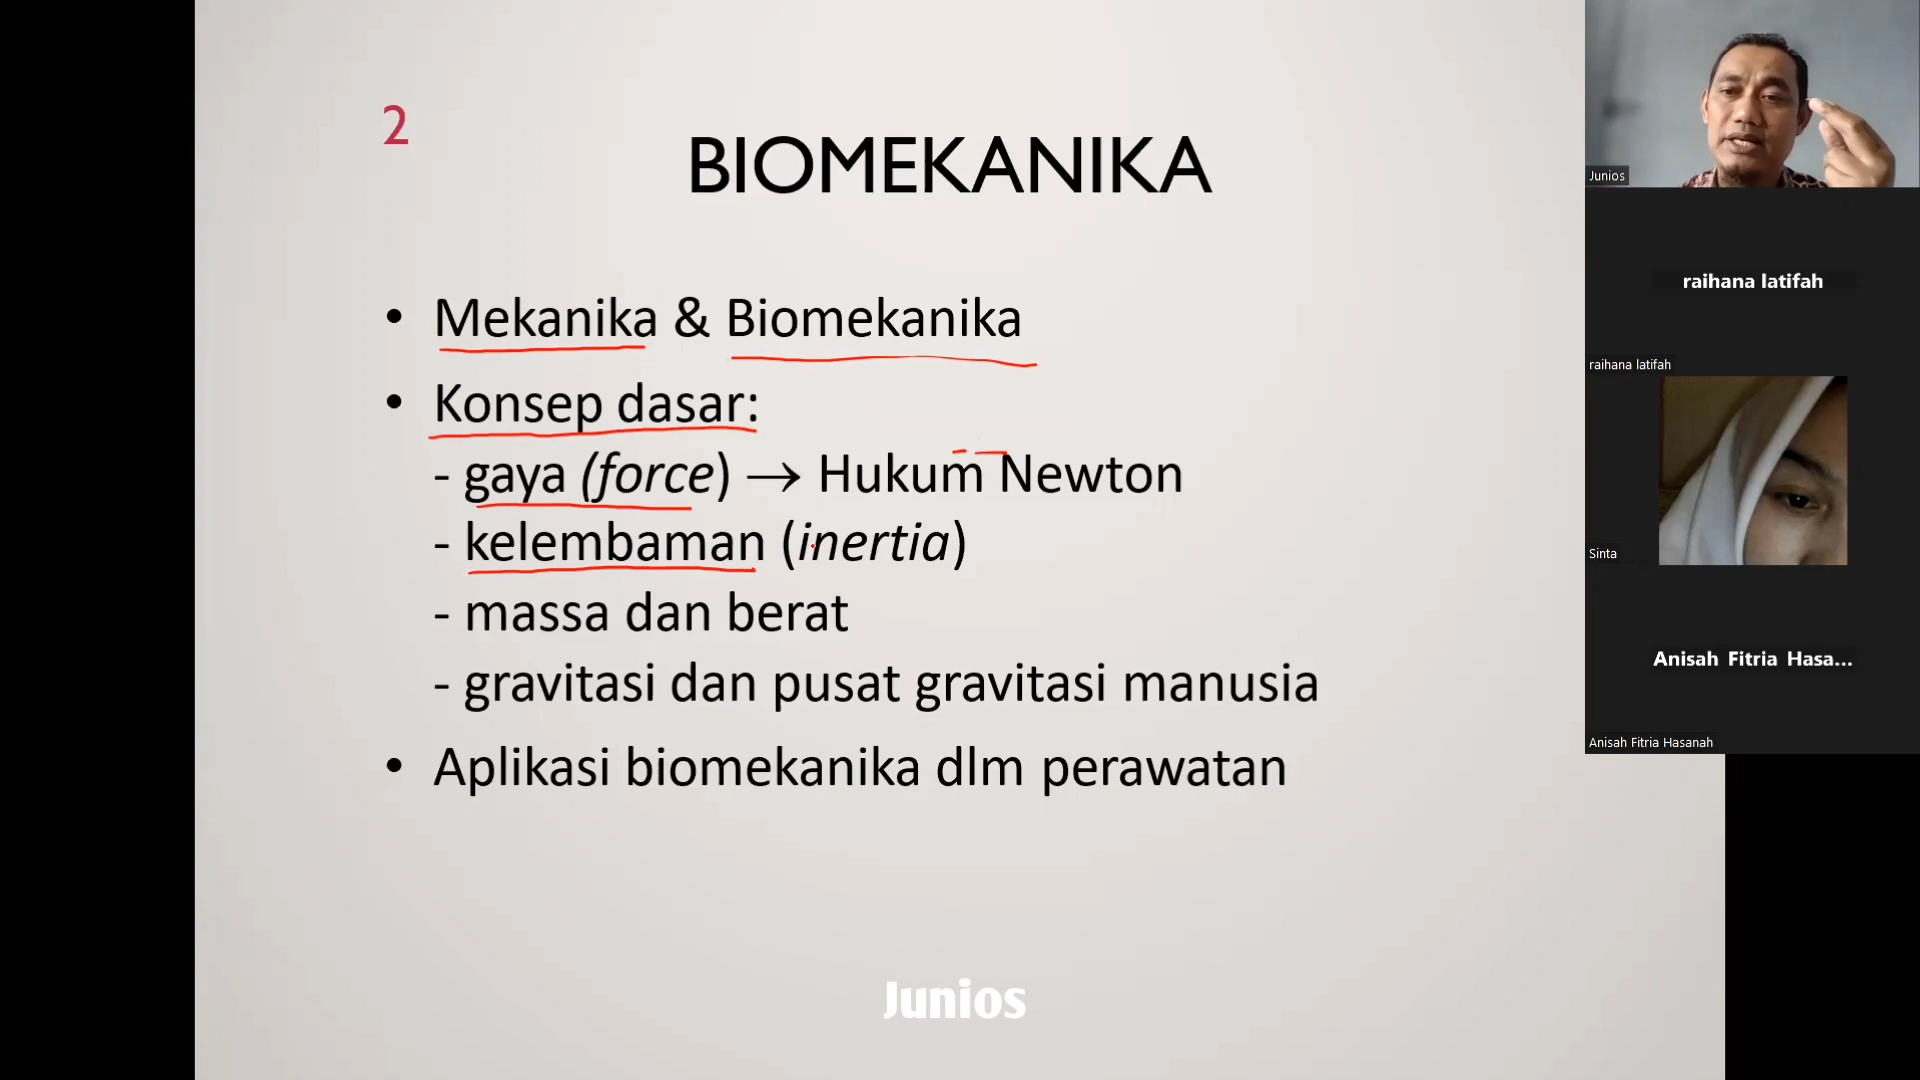 2
BIOMEKANIKA
• Mekanika & Biomekanika
• Konsep dasar:
- gaya (force) → Hukum Newton
- kelembaman (inertia)
- massa dan berat
- gravitasi dan pusat gravitasi manusia
• Aplikasi biomekanika dlm perawatan
Junios
Junios
raihana latifah
raihana latifah
Sinta
Anisah Fitria Hasa...
Anisah Fitria Hasanah